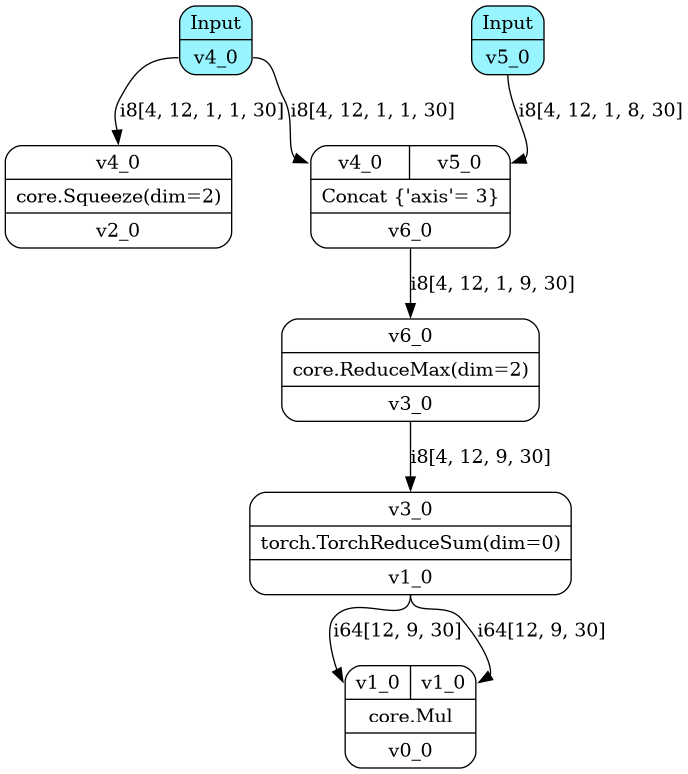 Input
v4_0
Input
v5_0
i8[4, 12, 1, 1, 30]
i8[4, 12, 1, 1, 30]
i8[4, 12, 1, 8, 30]
v4_0
core.Squeeze(dim=2)
v2_0
v4_0 v5_0
Concat {'axis'= 3}
v6_0
i8[4, 12, 1, 9, 30]
v6_0
core.ReduceMax(dim=2)
v3_0
i8[4, 12, 9, 30]
v3_0
torch.TorchReduceSum(dim=0)
v1_0
i64[12, 9, 30]
i64[12, 9, 30]
v1_0 v1_0
core.Mul
v0_0